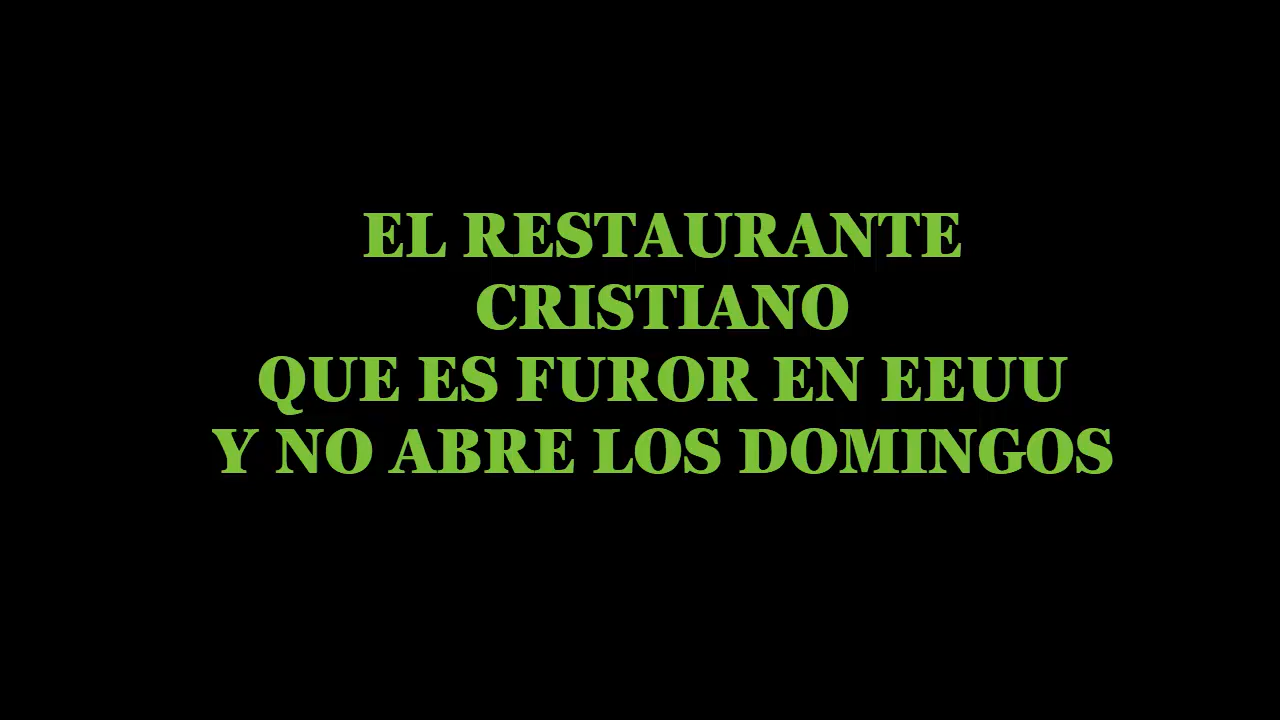 EL RESTAURANTE
CRISTIANO
QUE ES FUROR EN EEUU
Y NO ABRE LOS DOMINGOS